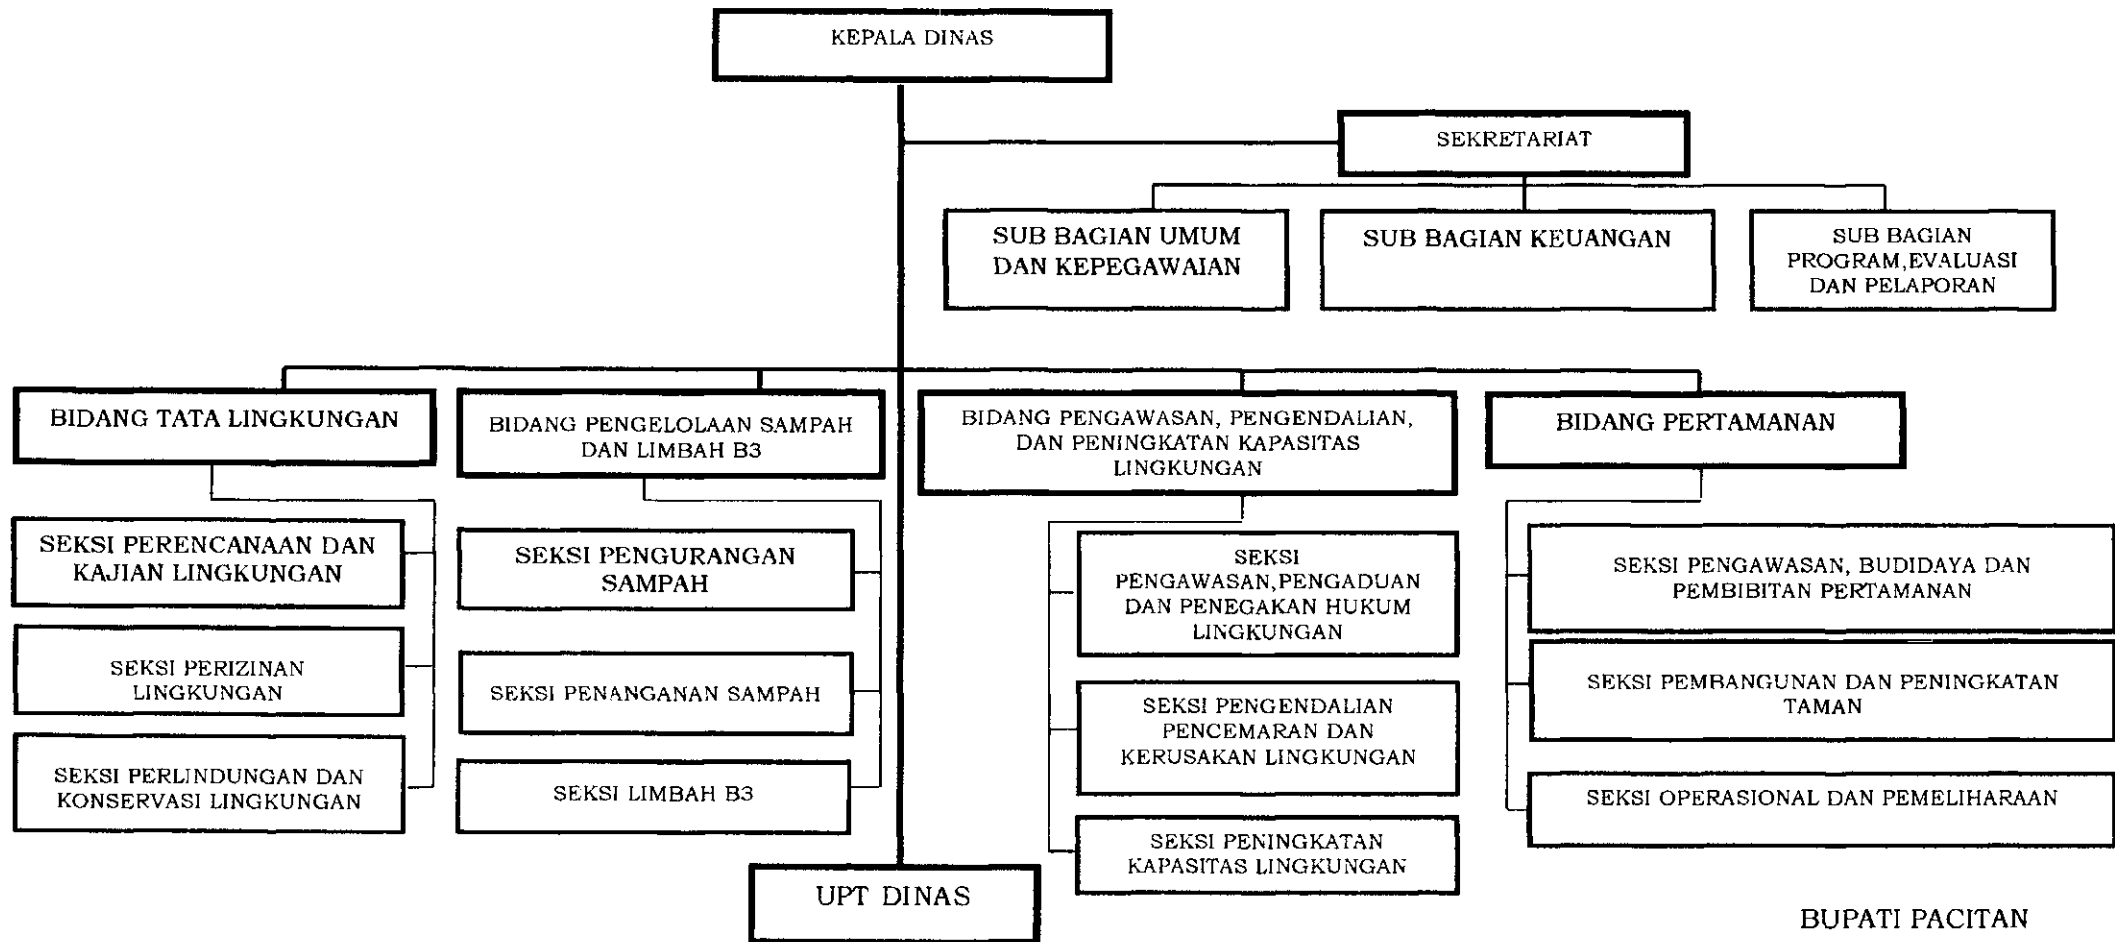 KEPALA DINAS
SEKRETARIAT
SUB BAGIAN UMUM
DAN KEPEGAWAIAN
SUB BAGIAN KEUANGAN
SUB BAGIAN
PROGRAM,EVALUASI
DAN PELAPORAN
BIDANG TATA LINGKUNGAN
BIDANG PENGELOLAAN SAMPAH
DAN LIMBAH B3
BIDANG PENGAWASAN, PENGENDALIAN,
DAN PENINGKATAN KAPASITAS
LINGKUNGAN
BIDANG PERTAMANAN
SEKSI PERENCANAAN DAN
KAJIAN LINGKUNGAN
SEKSI PERIZINAN
LINGKUNGAN
SEKSI PERLINDUNGAN DAN
KONSERVASI LINGKUNGAN
SEKSI PENGURANGAN
SAMPAH
SEKSI PENANGANAN SAMPAH
SEKSI LIMBAH B3
SEKSI
PENGAWASAN,PENGADUAN
DAN PENEGAKAN HUKUM
LINGKUNGAN
SEKSI PENGENDALIAN
PENCEMARAN DAN
KERUSAKAN LINGKUNGAN
SEKSI PENINGKATAN
KAPASITAS LINGKUNGAN
SEKSI PENGAWASAN, BUDIDAYA DAN
PEMBIBITAN PERTAMANAN
SEKSI PEMBANGUNAN DAN PENINGKATAN
TAMAN
SEKSI OPERASIONAL DAN PEMELIHARAAN
UPT DINAS
BUPATI PACITAN